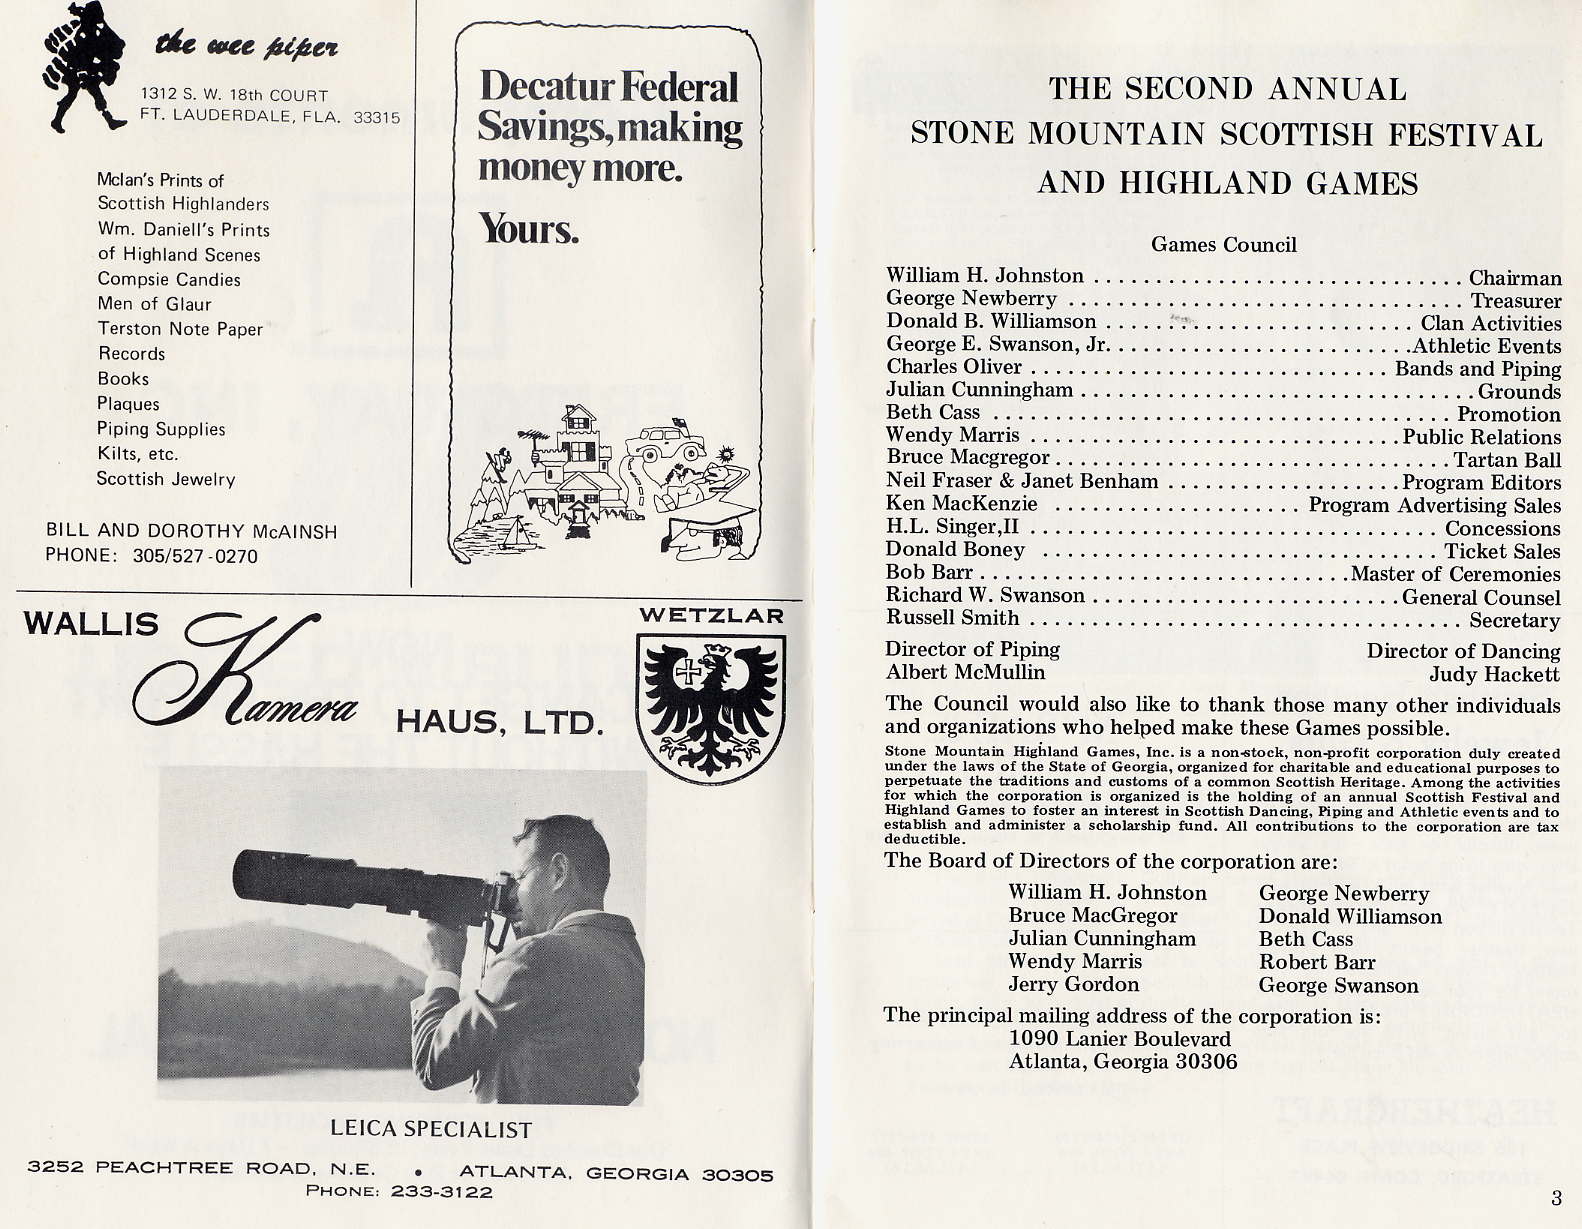 the wee piper
1312 S. W. 18th COURT
FT. LAUDERDALE, FLA. 33315
McIan's Prints of
Scottish Highlanders
Wm. Daniell's Prints
of Highland Scenes
Compsie Candies
Men of Glaur
Terston Note Paper
Records
Books
Plaques
Piping Supplies
Kilts, etc.
Scottish Jewelry
BILL AND DOROTHY McAINSH
PHONE: 305/527-0270
Decatur Federal
Savings, making
money more.
Yours.
WALLIS
Kamera
HAUS, LTD.
WETZLAR
LEICA SPECIALIST
3252 PEACHTREE ROAD, N.E. • ATLANTA, GEORGIA 30305
PHONE: 233-3122
THE SECOND ANNUAL
STONE MOUNTAIN SCOTTISH FESTIVAL
AND HIGHLAND GAMES
Games Council
William H. Johnston . . . . . . . . . . . . . . . . . . . . . . . . . . . . . . Chairman
George Newberry . . . . . . . . . . . . . . . . . . . . . . . . . . . . . . . . Treasurer
Donald B. Williamson . . . . . . . . . . . . . . . . . . . . . . . . . Clan Activities
George E. Swanson, Jr. . . . . . . . . . . . . . . . . . . . . . . . . .Athletic Events
Charles Oliver . . . . . . . . . . . . . . . . . . . . . . . . . . . . . Bands and Piping
Julian Cunningham . . . . . . . . . . . . . . . . . . . . . . . . . . . . . . . . Grounds
Beth Cass . . . . . . . . . . . . . . . . . . . . . . . . . . . . . . . . . . . . . Promotion
Wendy Marris . . . . . . . . . . . . . . . . . . . . . . . . . . . . . . Public Relations
Bruce Macgregor . . . . . . . . . . . . . . . . . . . . . . . . . . . . . . . . Tartan Ball
Neil Fraser & Janet Benham . . . . . . . . . . . . . . . . . . . Program Editors
Ken MacKenzie . . . . . . . . . . . . . . . . . . . . Program Advertising Sales
H.L. Singer,II . . . . . . . . . . . . . . . . . . . . . . . . . . . . . . . . . Concessions
Donald Boney . . . . . . . . . . . . . . . . . . . . . . . . . . . . . . . . Ticket Sales
Bob Barr . . . . . . . . . . . . . . . . . . . . . . . . . . . . . . Master of Ceremonies
Richard W. Swanson . . . . . . . . . . . . . . . . . . . . . . . . . General Counsel
Russell Smith . . . . . . . . . . . . . . . . . . . . . . . . . . . . . . . . . . . Secretary
Director of Piping Director of Dancing
Albert McMullin Judy Hackett
The Council would also like to thank those many other individuals
and organizations who helped make these Games possible.
Stone Mountain Highland Games, Inc. is a non-stock, non-profit corporation duly created
under the laws of the State of Georgia, organized for charitable and educational purposes to
perpetuate the traditions and customs of a common Scottish Heritage. Among the activities
for which the corporation is organized is the holding of an annual Scottish Festival and
Highland Games to foster an interest in Scottish Dancing, Piping and Athletic events and to
establish and administer a scholarship fund. All contributions to the corporation are tax
deductible.
The Board of Directors of the corporation are:
William H. Johnston George Newberry
Bruce MacGregor Donald Williamson
Julian Cunningham Beth Cass
Wendy Marris Robert Barr
Jerry Gordon George Swanson
The principal mailing address of the corporation is:
1090 Lanier Boulevard
Atlanta, Georgia 30306
3